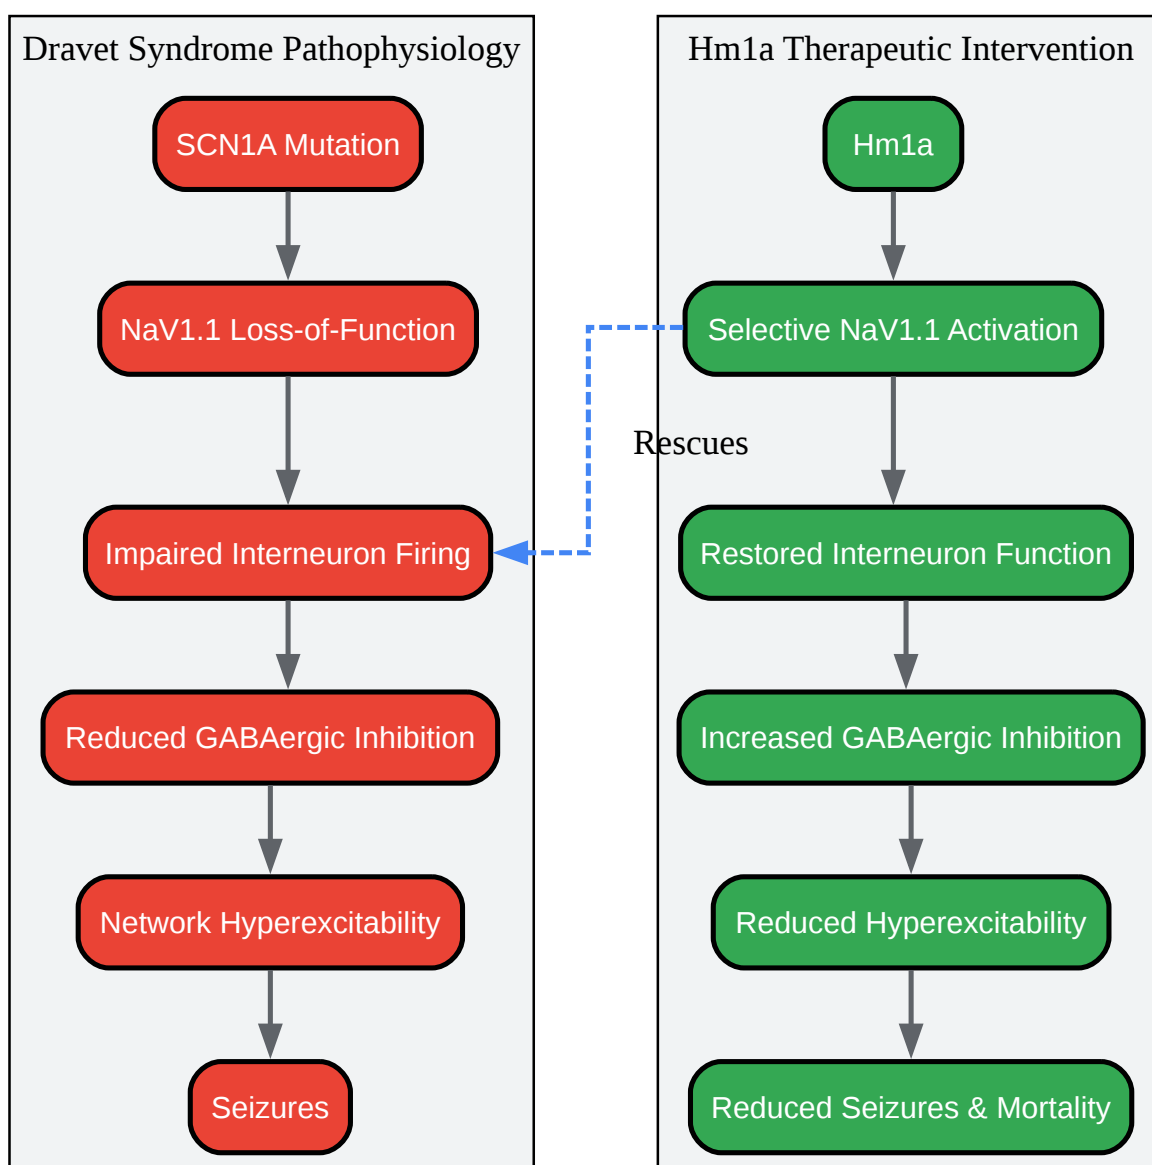 Dravet Syndrome Pathophysiology
SCN1A Mutation
NaV1.1 Loss-of-Function
Impaired Interneuron Firing
Reduced GABAergic Inhibition
Network Hyperexcitability
Seizures
Rescues
Hm1a Therapeutic Intervention
Hm1a
Selective NaV1.1 Activation
Restored Interneuron Function
Increased GABAergic Inhibition
Reduced Hyperexcitability
Reduced Seizures & Mortality